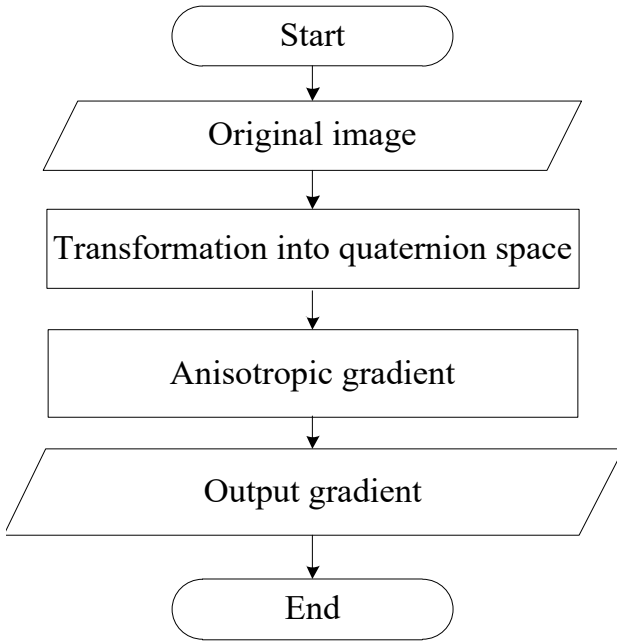 Start
Original image
Transformation into quaternion space
Anisotropic gradient
Output gradient
End